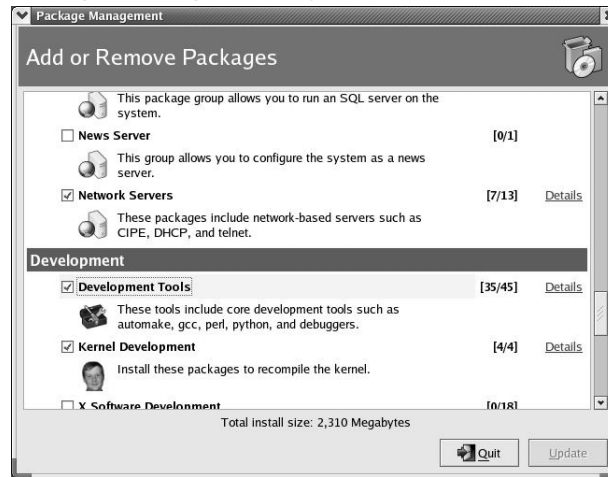 Package Management
Add or Remove Packages
This package group allows you to run an SQL server on the
system.
News Server [0/1]
This group allows you to configure the system as a news
server.
Network Servers [7/13] Details
These packages include network-based servers such as
CIPE, DHCP, and telnet.
Development
Development Tools [35/45] Details
These tools include core development tools such as
automake, gcc, perl, python, and debuggers.
Kernel Development [4/4] Details
Install these packages to recompile the kernel.
X Software Development [0/18]
Total install size: 2,310 Megabytes
Quit Update